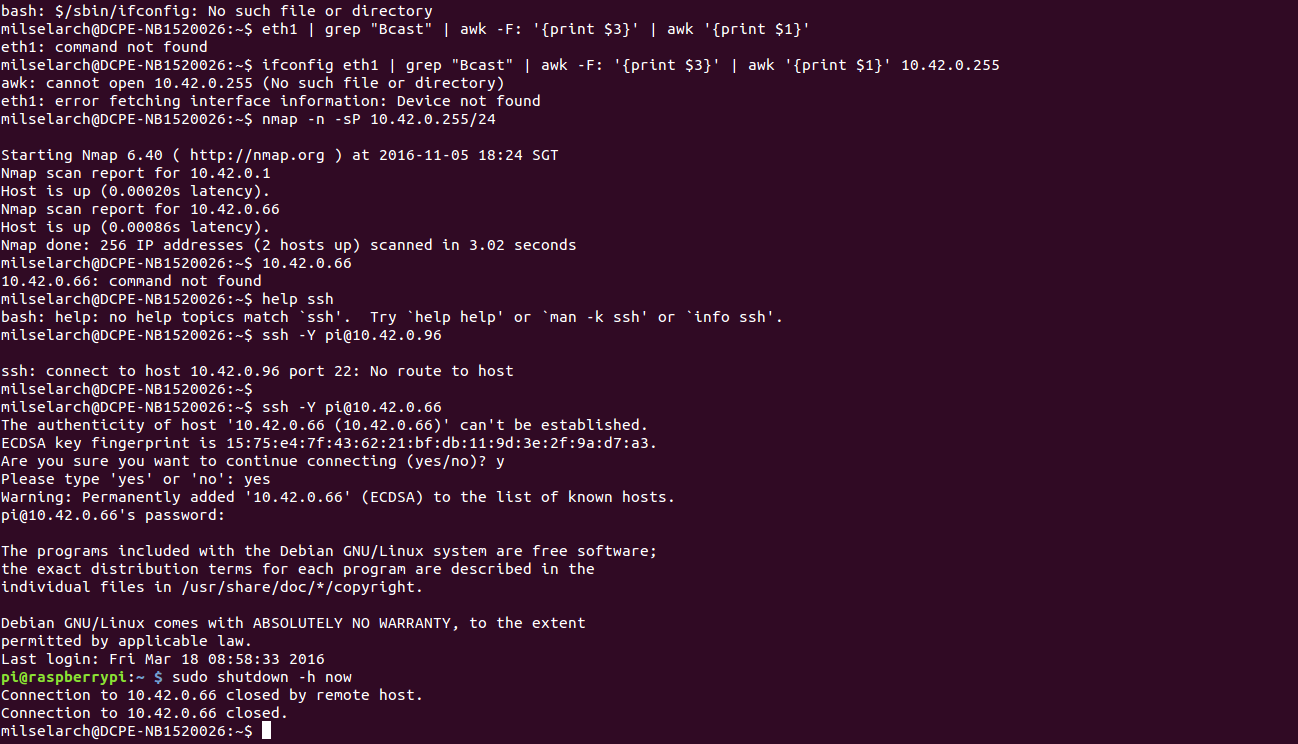 bash: $/sbin/ifconfig: No such file or directory
milselarch@DCPE-NB1520026:~$ eth1 | grep "Bcast" | awk -F: '{print $3}' | awk '{print $1}'
eth1: command not found
milselarch@DCPE-NB1520026:~$ ifconfig eth1 | grep "Bcast" | awk -F: '{print $3}' | awk '{print $1}' 10.42.0.255
awk: cannot open 10.42.0.255 (No such file or directory)
eth1: error fetching interface information: Device not found
milselarch@DCPE-NB1520026:~$ nmap -n -sP 10.42.0.255/24

Starting Nmap 6.40 ( http://nmap.org ) at 2016-11-05 18:24 SGT
Nmap scan report for 10.42.0.1
Host is up (0.00020s latency).
Nmap scan report for 10.42.0.66
Host is up (0.00086s latency).
Nmap done: 256 IP addresses (2 hosts up) scanned in 3.02 seconds
milselarch@DCPE-NB1520026:~$ 10.42.0.66
10.42.0.66: command not found
milselarch@DCPE-NB1520026:~$ help ssh
bash: help: no help topics match `ssh'.  Try `help help' or `man -k ssh' or `info ssh'.
milselarch@DCPE-NB1520026:~$ ssh -Y pi@10.42.0.96

ssh: connect to host 10.42.0.96 port 22: No route to host
milselarch@DCPE-NB1520026:~$
milselarch@DCPE-NB1520026:~$ ssh -Y pi@10.42.0.66
The authenticity of host '10.42.0.66 (10.42.0.66)' can't be established.
ECDSA key fingerprint is 15:75:e4:7f:43:62:21:bf:db:11:9d:3e:2f:9a:d7:a3.
Are you sure you want to continue connecting (yes/no)? y
Please type 'yes' or 'no': yes
Warning: Permanently added '10.42.0.66' (ECDSA) to the list of known hosts.
pi@10.42.0.66's password:

The programs included with the Debian GNU/Linux system are free software;
the exact distribution terms for each program are described in the
individual files in /usr/share/doc/*/copyright.

Debian GNU/Linux comes with ABSOLUTELY NO WARRANTY, to the extent
permitted by applicable law.
Last login: Fri Mar 18 08:58:33 2016
pi@raspberrypi:~ $ sudo shutdown -h now
Connection to 10.42.0.66 closed by remote host.
Connection to 10.42.0.66 closed.
milselarch@DCPE-NB1520026:~$